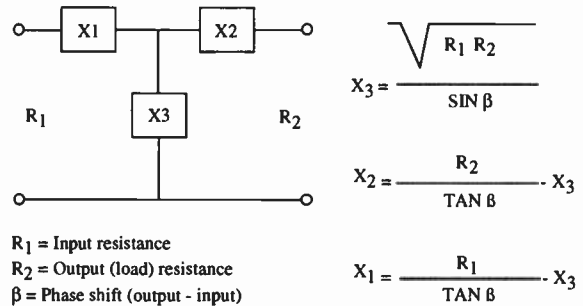 X1
X2
X3
R1
R2
R1 = Input resistance
R2 = Output (load) resistance
β = Phase shift (output - input)
X3 = √ R1 R2 / SIN β
X2 = R2 / TAN β - X3
X1 = R1 / TAN β - X3